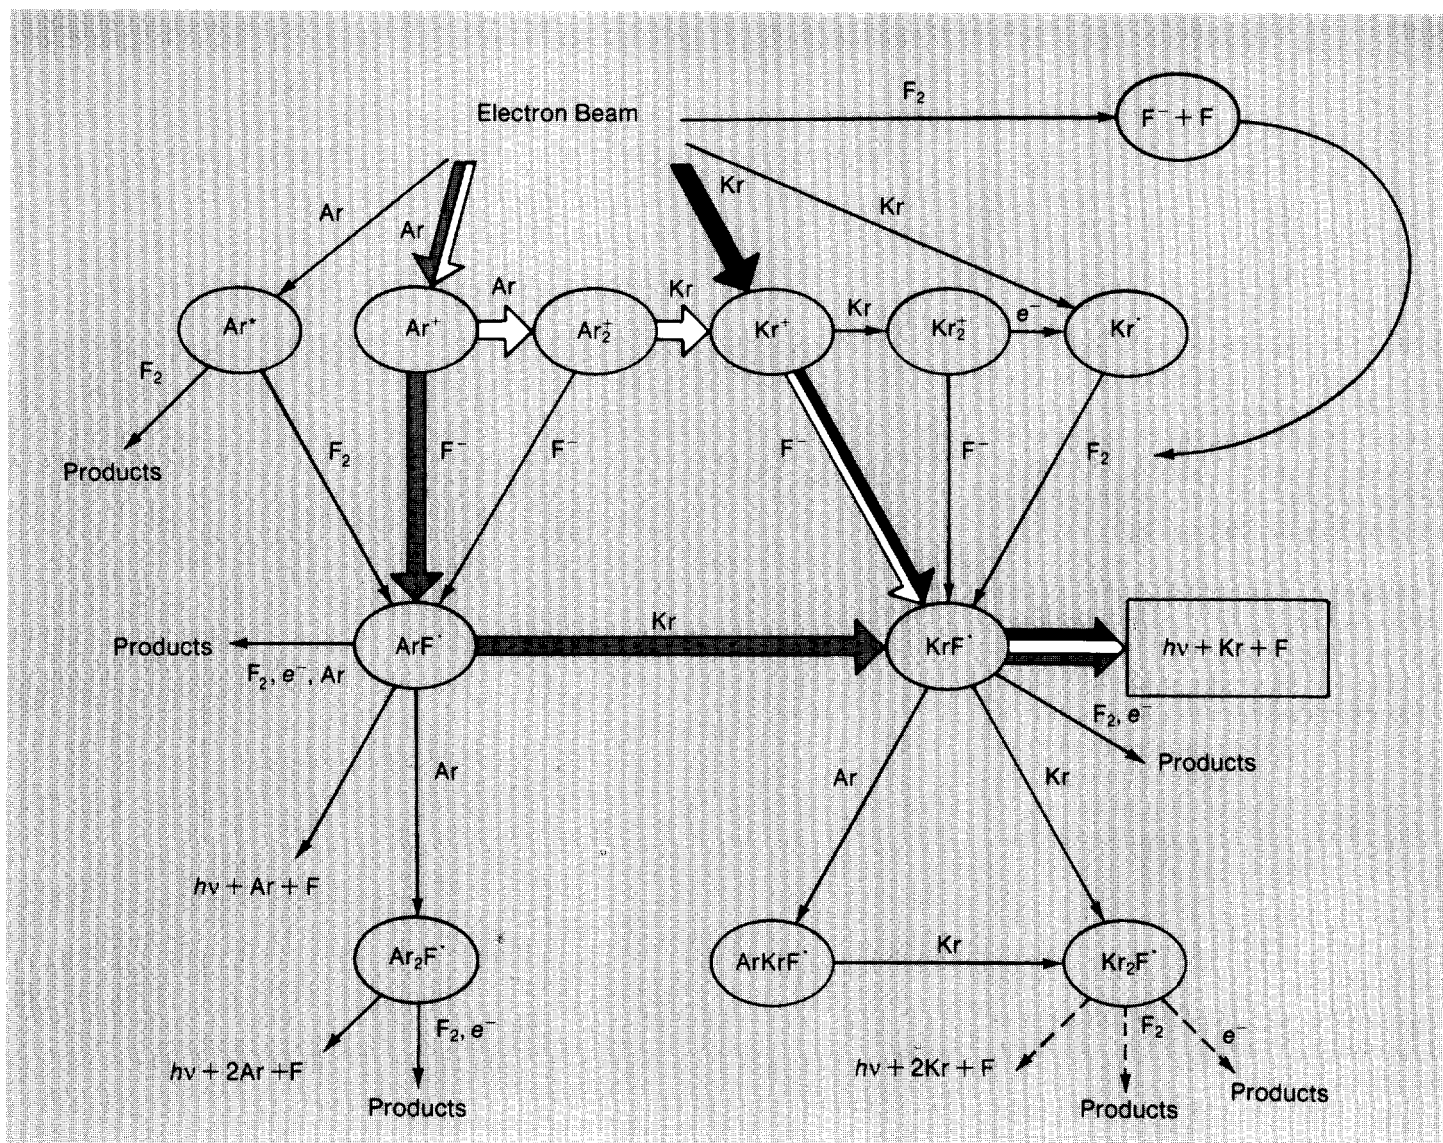 F₂
Electron Beam
F⁻ + F
Kr
Kr
Ar
Ar
Ar
Kr
Kr
e⁻
Ar*
Ar⁺
Ar₂⁺
Kr⁺
Kr₂⁺
Kr*
F₂
F₂
F⁻
F⁻
F⁻
F⁻
F₂
Products
Kr
Products
ArF*
KrF*
hν + Kr + F
F₂, e⁻, Ar
F₂, e⁻
Products
Ar
Ar
Kr
hν + Ar + F
Kr
Ar₂F*
ArKrF*
Kr₂F*
F₂, e⁻
F₂
e⁻
hν + 2Ar +F
hν + 2Kr + F
Products
Products
Products